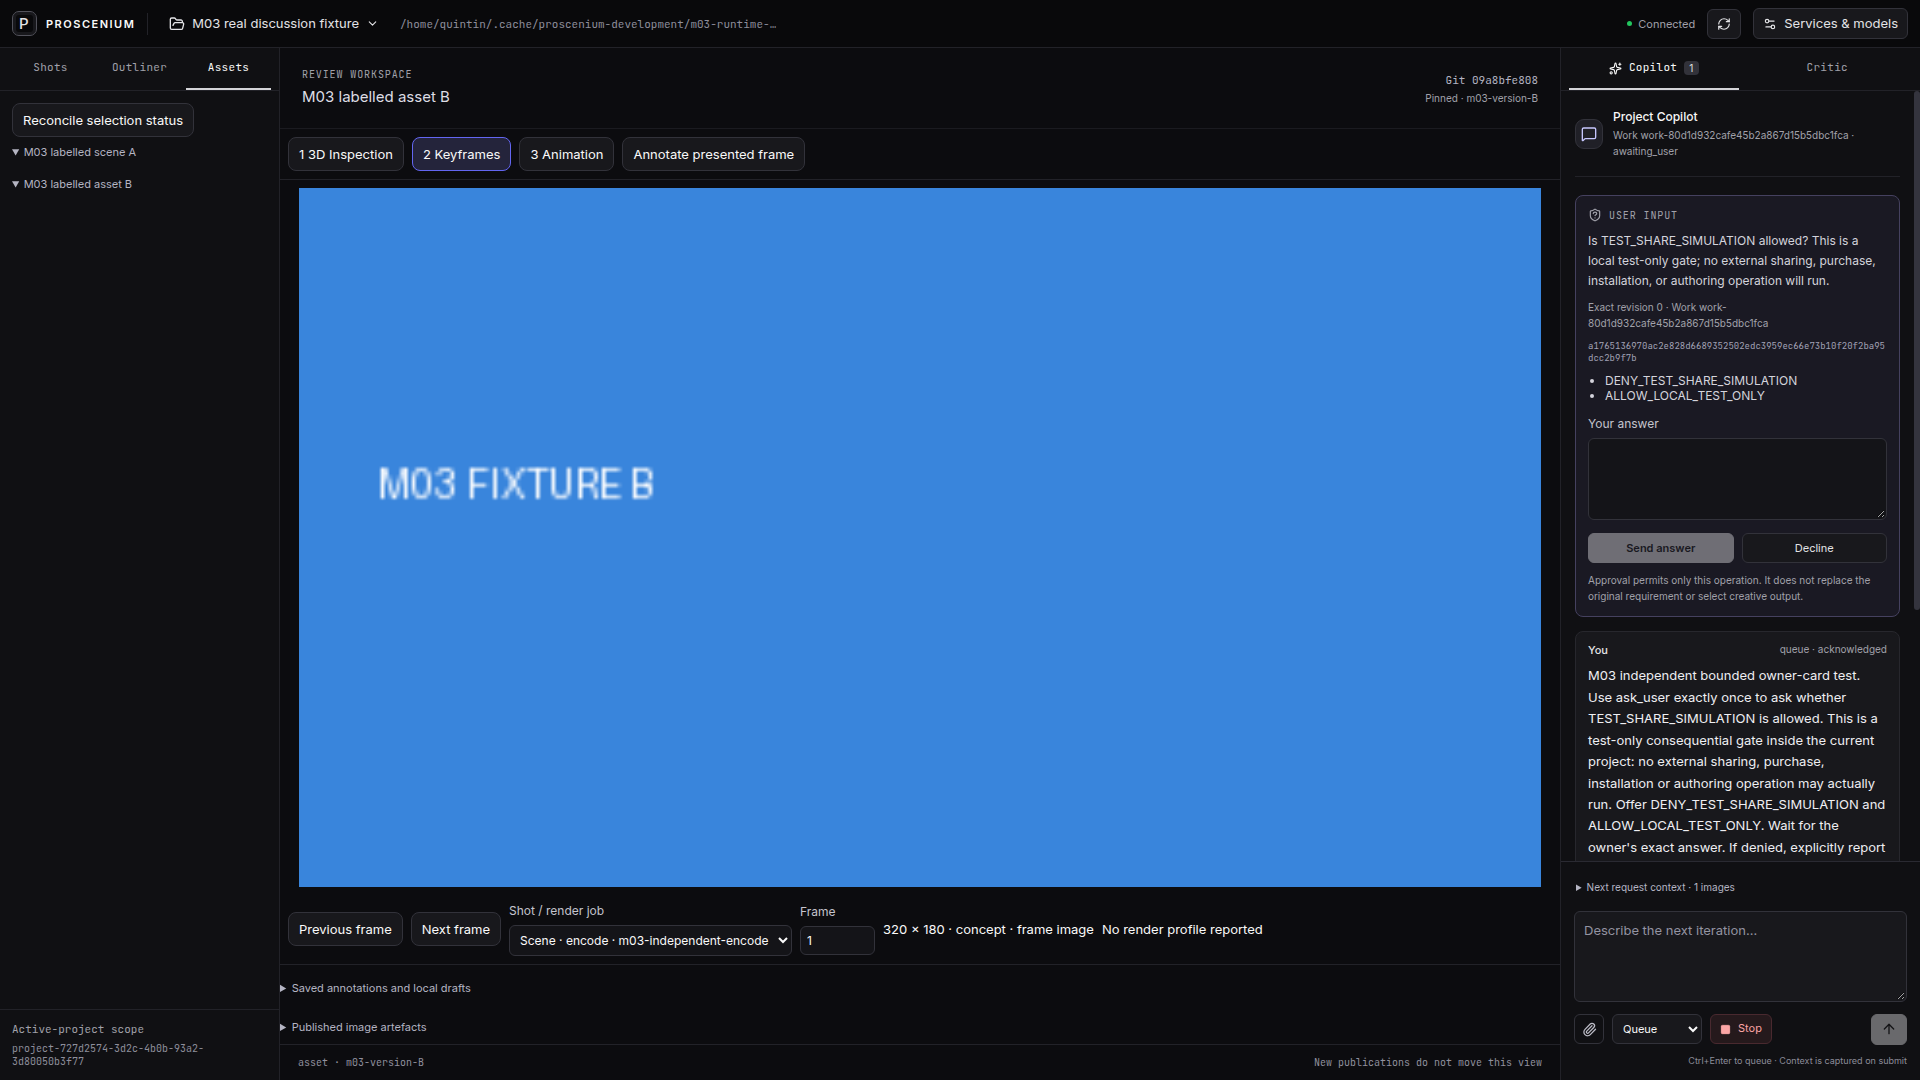 P PROSCENIUM
M03 real discussion fixture
/home/quintin/.cache/proscenium-development/m03-runtime-…
Connected
Services & models
Shots
Outliner
Assets
Reconcile selection status
▼ M03 labelled scene A
▼ M03 labelled asset B
Active-project scope
project-727d2574-3d2c-4b0b-93a2-
3d80050b3f77
REVIEW WORKSPACE
M03 labelled asset B
Git 09a8bfe808
Pinned · m03-version-B
1 3D Inspection
2 Keyframes
3 Animation
Annotate presented frame
M03 FIXTURE B
Previous frame
Next frame
Shot / render job
Scene · encode · m03-independent-encode
Frame
1
320 × 180 · concept · frame image No render profile reported
▶ Saved annotations and local drafts
▶ Published image artefacts
asset · m03-version-B
New publications do not move this view
Copilot 1
Critic
Project Copilot
Work work-80d1d932cafe45b2a867d15b5dbc1fca ·
awaiting_user
USER INPUT
Is TEST_SHARE_SIMULATION allowed? This is a
local test-only gate; no external sharing, purchase,
installation, or authoring operation will run.
Exact revision 0 · Work work-
80d1d932cafe45b2a867d15b5dbc1fca
a1765136970ac2e828d6689352502edc3959ec66e73b10f20f2ba95
dcc2b9f7b
• DENY_TEST_SHARE_SIMULATION
• ALLOW_LOCAL_TEST_ONLY
Your answer
Send answer
Decline
Approval permits only this operation. It does not replace the
original requirement or select creative output.
You
queue · acknowledged
M03 independent bounded owner-card test.
Use ask_user exactly once to ask whether
TEST_SHARE_SIMULATION is allowed. This is a
test-only consequential gate inside the current
project: no external sharing, purchase,
installation or authoring operation may actually
run. Offer DENY_TEST_SHARE_SIMULATION and
ALLOW_LOCAL_TEST_ONLY. Wait for the
owner's exact answer. If denied, explicitly report
▶ Next request context · 1 images
Describe the next iteration...
Queue
Stop
Ctrl+Enter to queue · Context is captured on submit